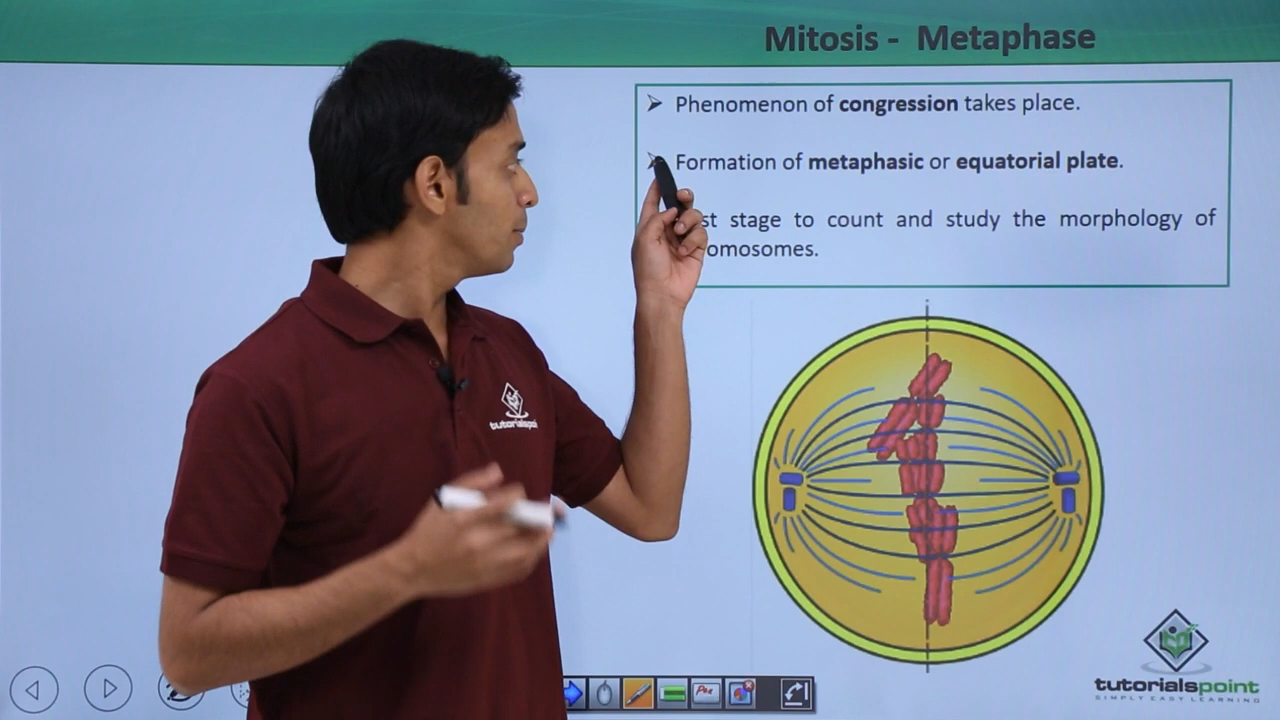 Mitosis - Metaphase
➢ Phenomenon of congression takes place.
➢ Formation of metaphasic or equatorial plate.
stage to count and study the morphology of
tutorialspoint
tutorialspoint
SIMPLY EASY LEARNING